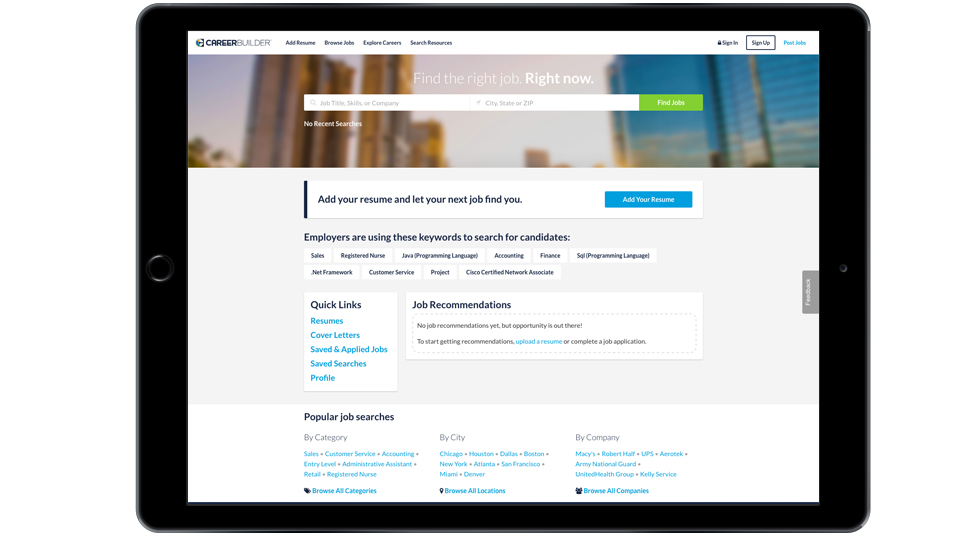 CAREERBUILDER Add Resume Browse Jobs Explore Careers Search Resources Sign In Sign Up Post Jobs
Find the right job. Right now.
Job Title, Skills, or Company City, State or ZIP Find Jobs
No Recent Searches
Add your resume and let your next job find you. Add Your Resume
Employers are using these keywords to search for candidates:
Sales Registered Nurse Java (Programming Language) Accounting Finance Sql (Programming Language)
.Net Framework Customer Service Project Cisco Certified Network Associate
Feedback
Quick Links
Resumes
Cover Letters
Saved & Applied Jobs
Saved Searches
Profile
Job Recommendations
No job recommendations yet, but opportunity is out there!
To start getting recommendations, upload a resume or complete a job application.
Popular job searches
By Category
Sales • Customer Service • Accounting •
Entry Level • Administrative Assistant •
Retail • Registered Nurse
Browse All Categories
By City
Chicago • Houston • Dallas • Boston •
New York • Atlanta • San Francisco •
Miami • Denver
Browse All Locations
By Company
Macy's • Robert Half • UPS • Aerotek •
Army National Guard •
UnitedHealth Group • Kelly Service
Browse All Companies